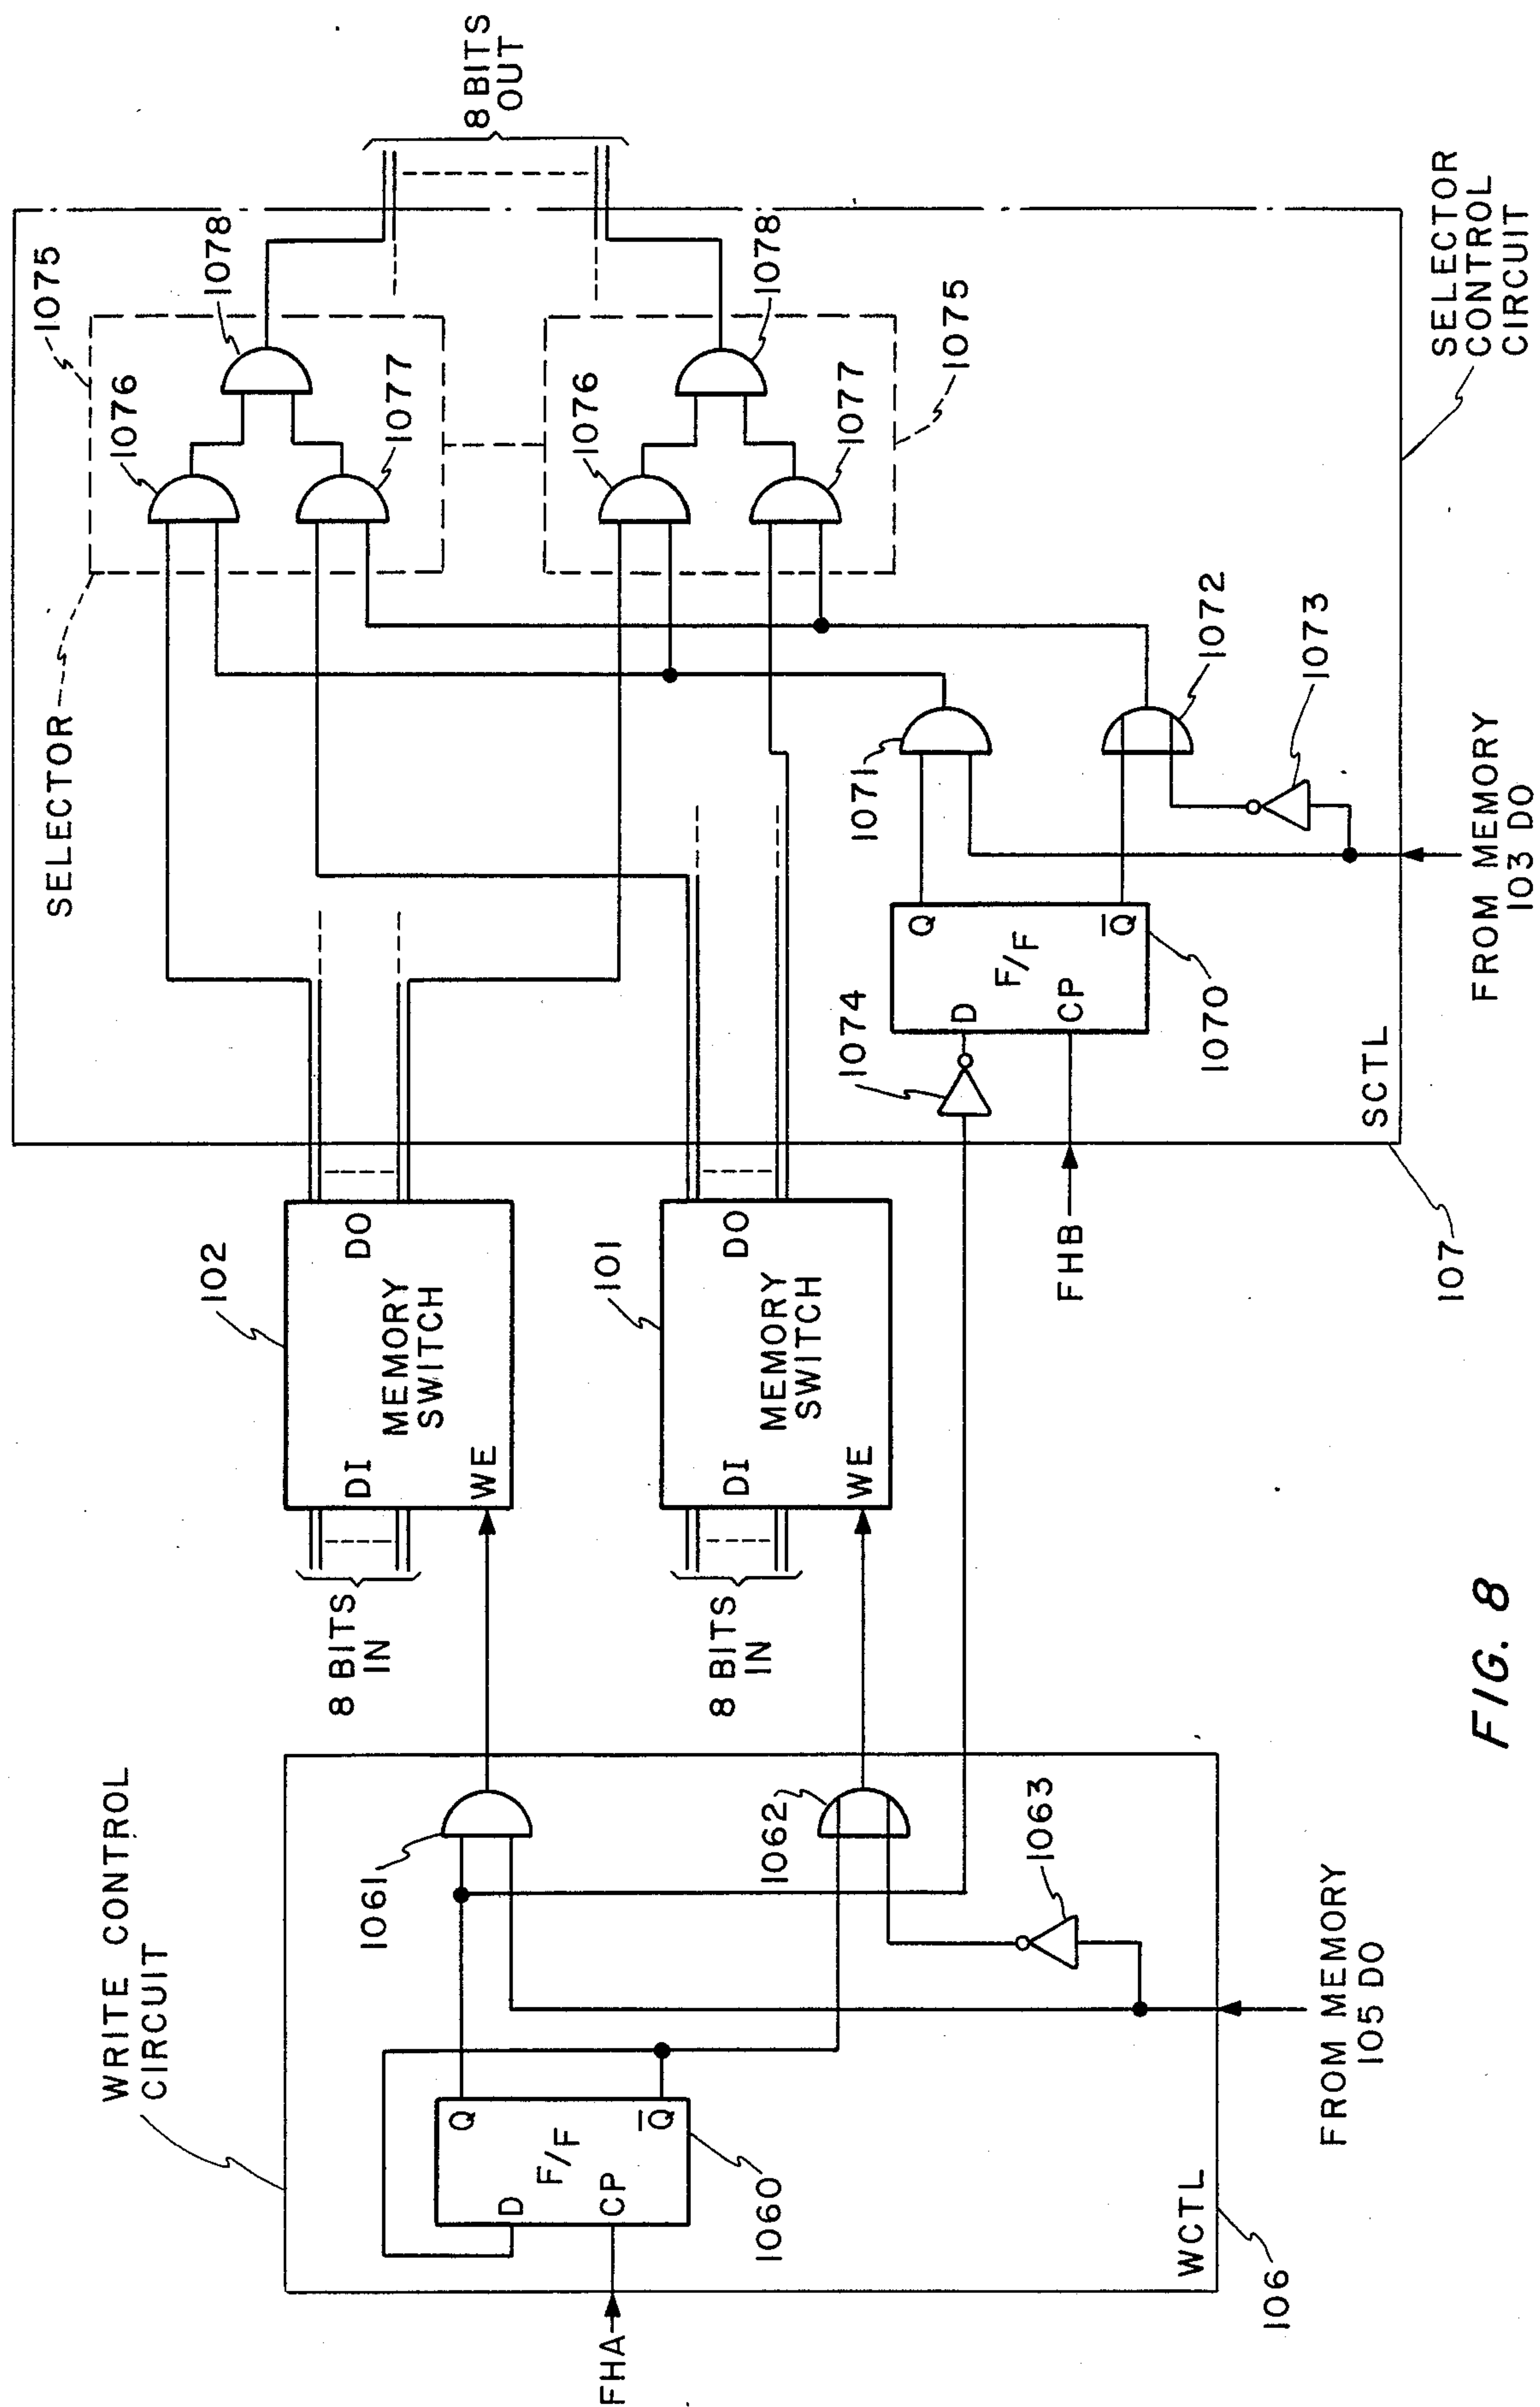 WRITE CONTROL
CIRCUIT
FHA
D
CP
F/F
Q
Q̅
1060
1061
1062
1063
WCTL
106
FROM MEMORY
105 DO
8 BITS
IN
DI
WE
MEMORY
SWITCH
DO
102
8 BITS
IN
DI
WE
MEMORY
SWITCH
DO
101
FHB
107
SCTL
1074
D
CP
F/F
Q
Q̅
1070
1071
1072
1073
FROM MEMORY
103 DO
SELECTOR
1075
1076
1077
1078
1076
1077
1078
1075
8 BITS
OUT
SELECTOR
CONTROL
CIRCUIT
FIG. 8